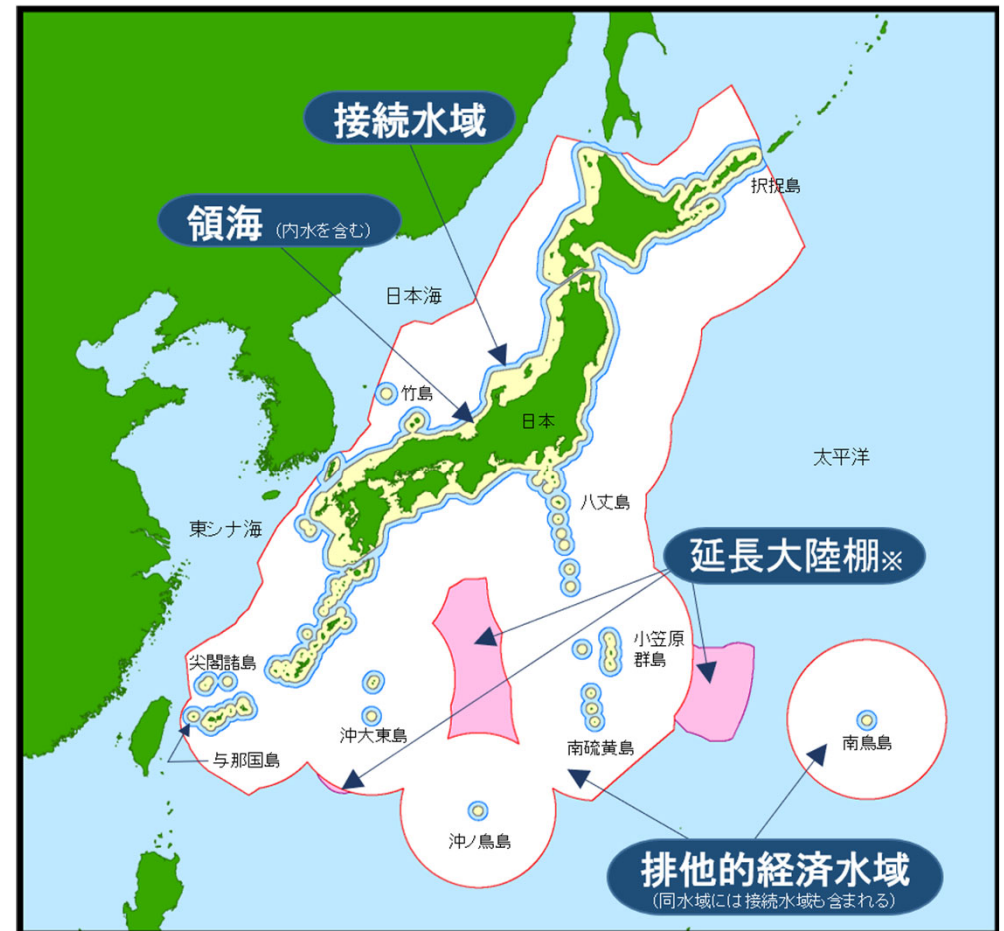 接続水域
択捉島
領海(内水を含む)
日本海
竹島
日本
太平洋
八丈島
東シナ海
延長大陸棚※
小笠原
群島
尖閣諸島
沖大東島
南硫黄島
南鳥島
与那国島
沖ノ鳥島
排他的経済水域
(同水域には接続水域も含まれる)